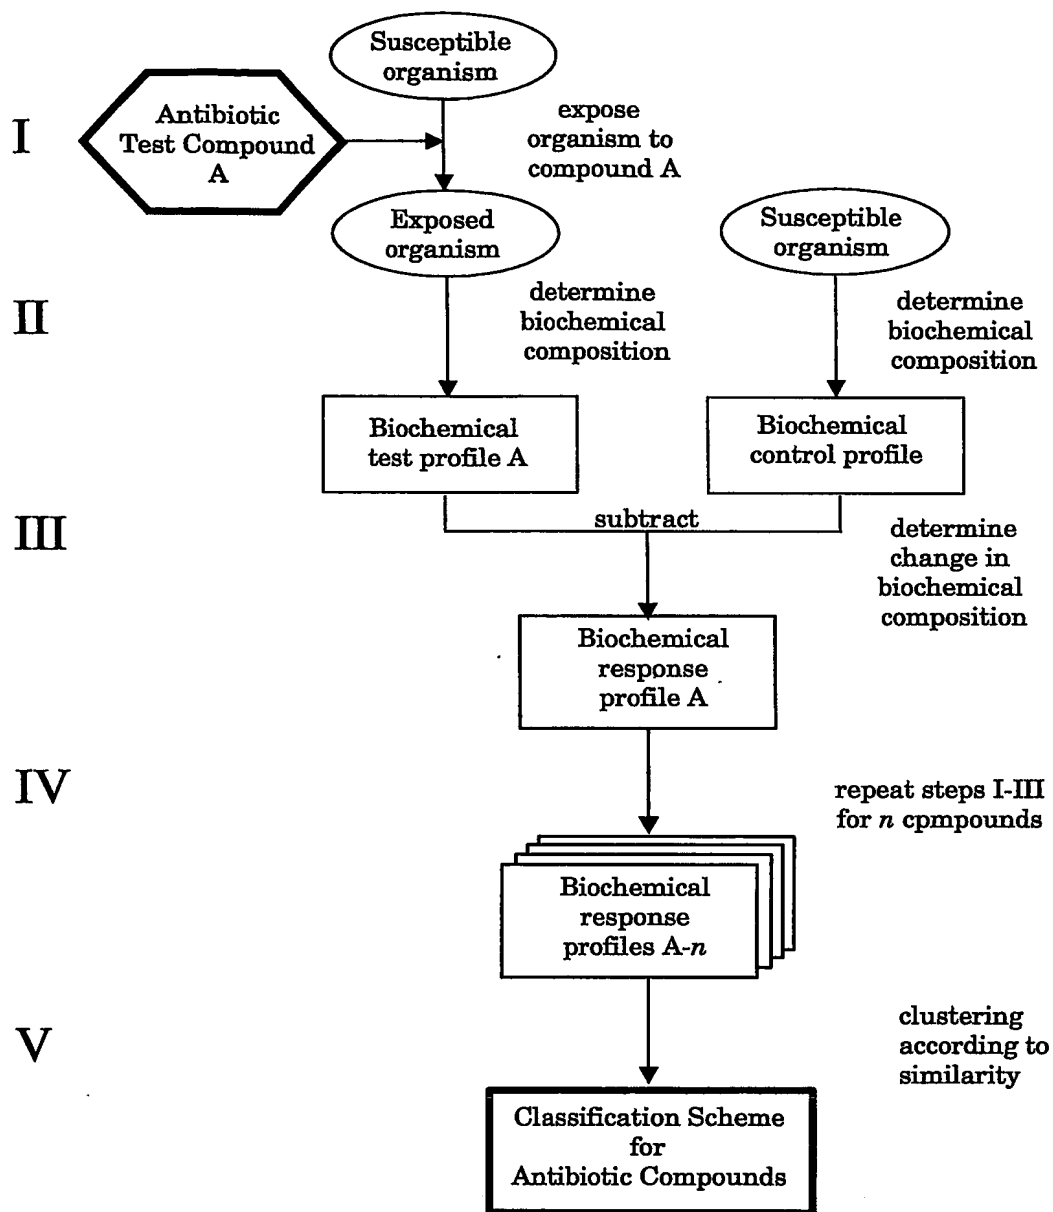 Susceptible
organism
I
Antibiotic
Test Compound
A
expose
organism to
compound A
Exposed
organism
Susceptible
organism
II
determine
biochemical
composition
determine
biochemical
composition
Biochemical
test profile A
Biochemical
control profile
III
subtract
determine
change in
biochemical
composition
Biochemical
response
profile A
IV
repeat steps I-III
for n cpmpounds
Biochemical
response
profiles A-n
V
clustering
according to
similarity
Classification Scheme
for
Antibiotic Compounds